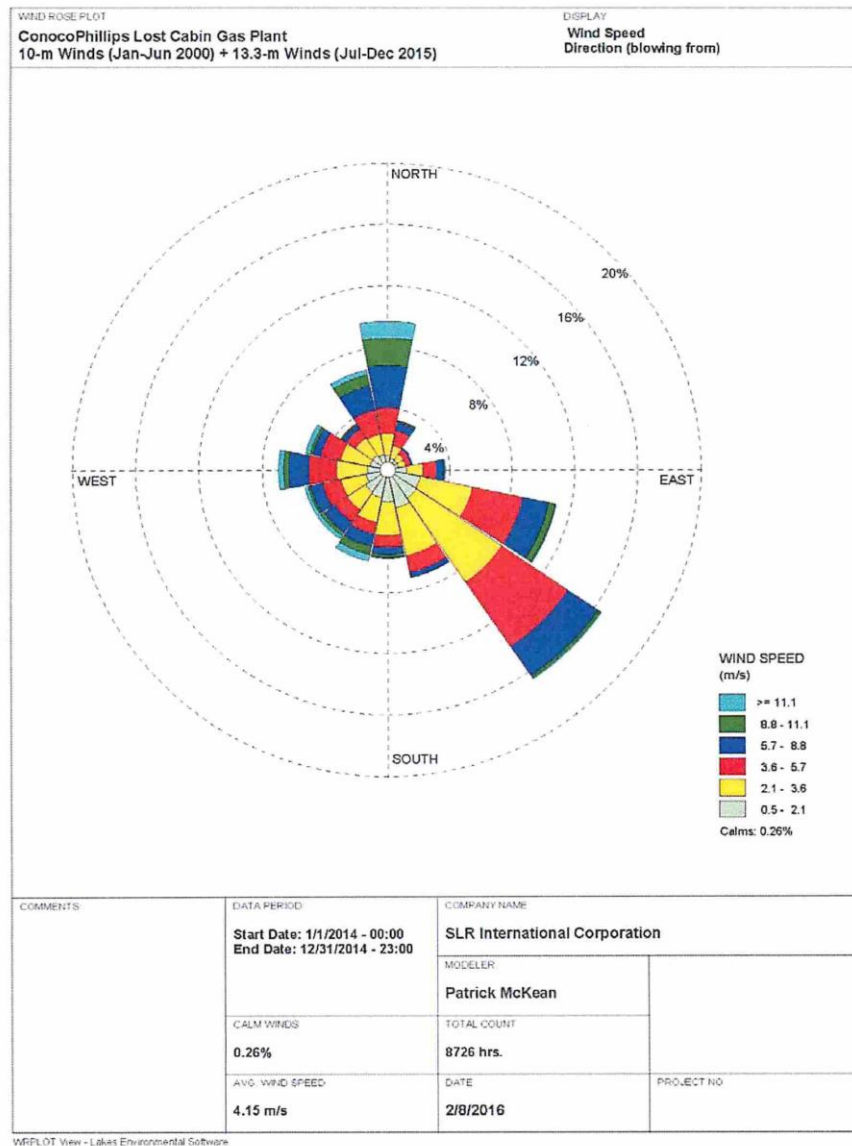 WIND ROSE PLOT
ConocoPhillips Lost Cabin Gas Plant
10-m Winds (Jan-Jun 2000) + 13.3-m Winds (Jul-Dec 2015)
DISPLAY
Wind Speed
Direction (blowing from)
NORTH
20%
16%
12%
8%
4%
WEST
EAST
SOUTH
WIND SPEED
(m/s)
>= 11.1
8.8 - 11.1
5.7 - 8.8
3.6 - 5.7
2.1 - 3.6
0.5 - 2.1
Calms: 0.26%
COMMENTS
DATA PERIOD
Start Date: 1/1/2014 - 00:00
End Date: 12/31/2014 - 23:00
COMPANY NAME
SLR International Corporation
MODELER
Patrick McKean
CALM WINDS
0.26%
TOTAL COUNT
8726 hrs.
AVG. WIND SPEED
4.15 m/s
DATE
2/8/2016
PROJECT NO
WRPLOT View - Lakes Environmental Software